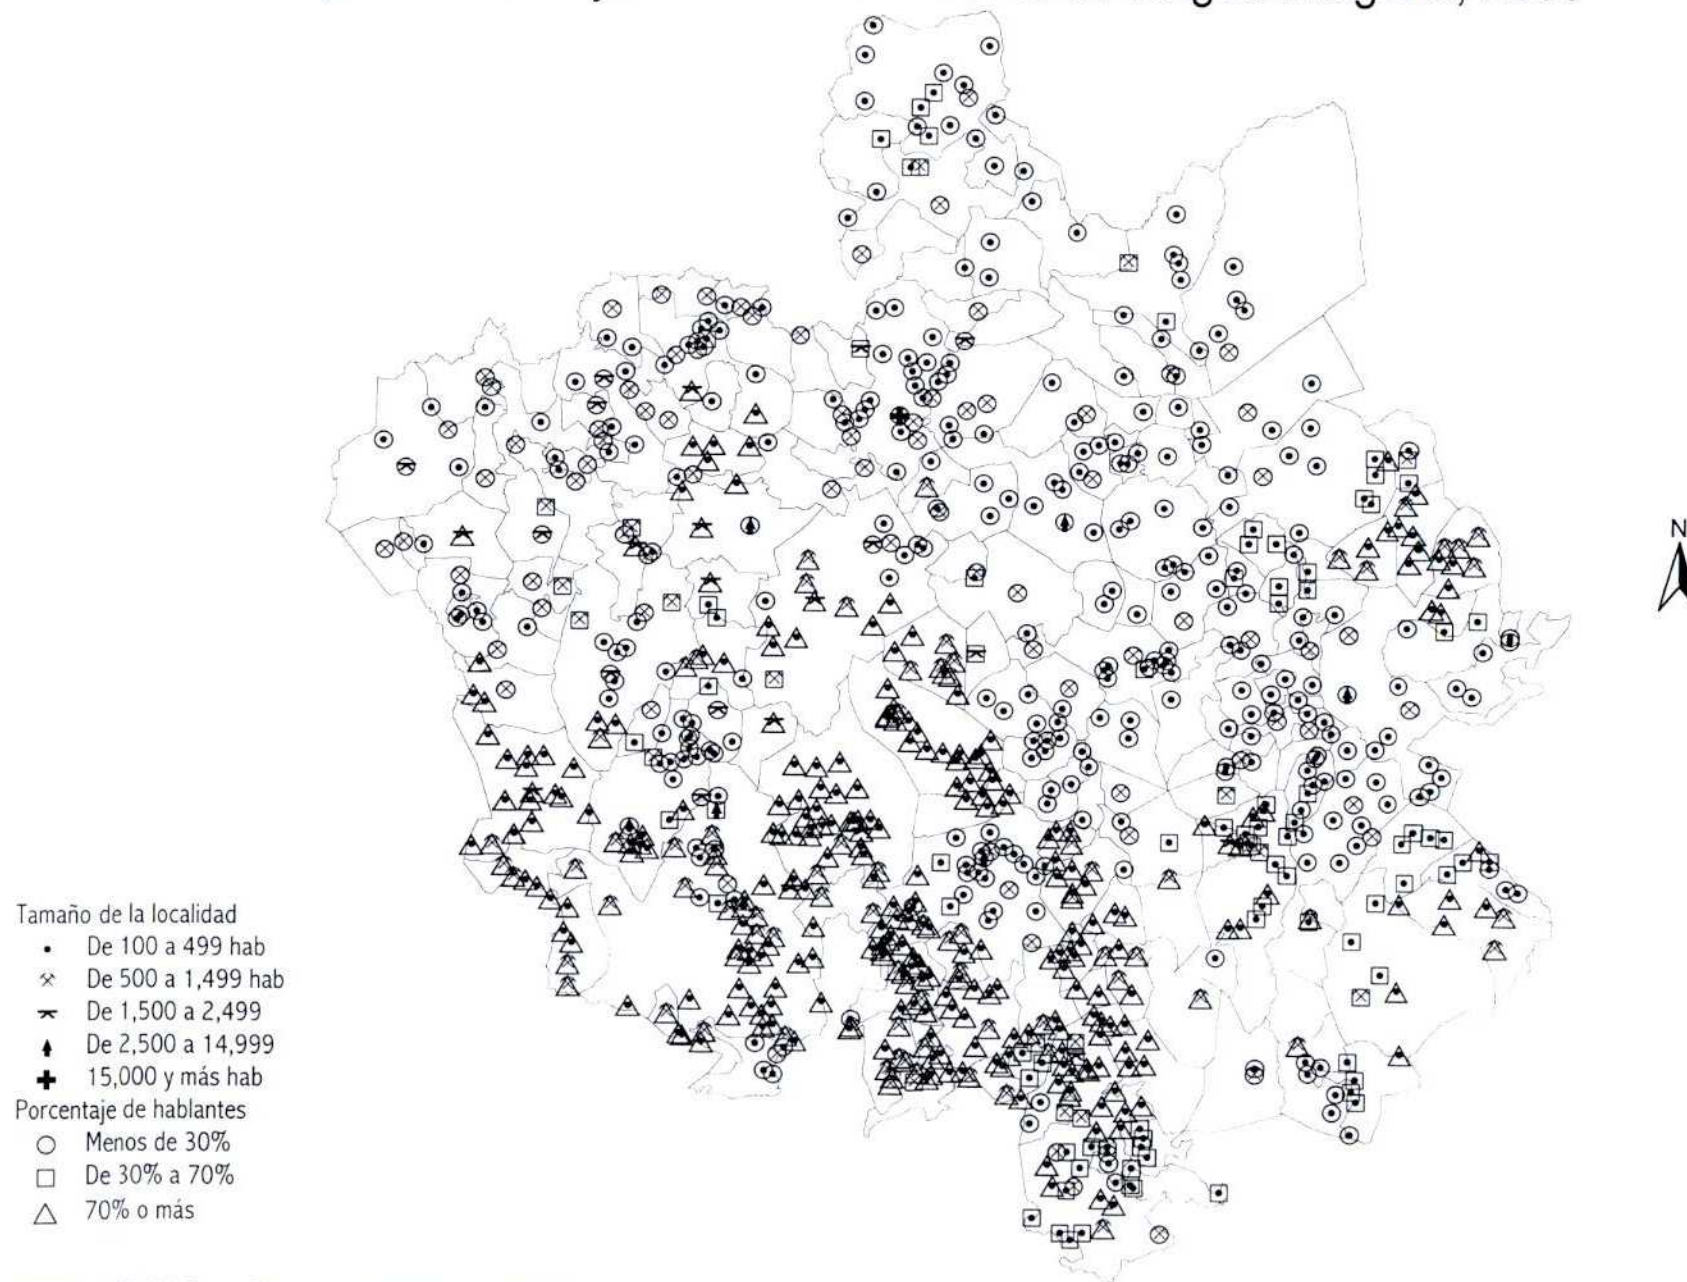 N
Tamaño de la localidad
De 100 a 499 hab
De 500 a 1,499 hab
De 1,500 a 2,499
De 2,500 a 14,999
15,000 y más hab
Porcentaje de hablantes
Menos de 30%
De 30% a 70%
70% o más